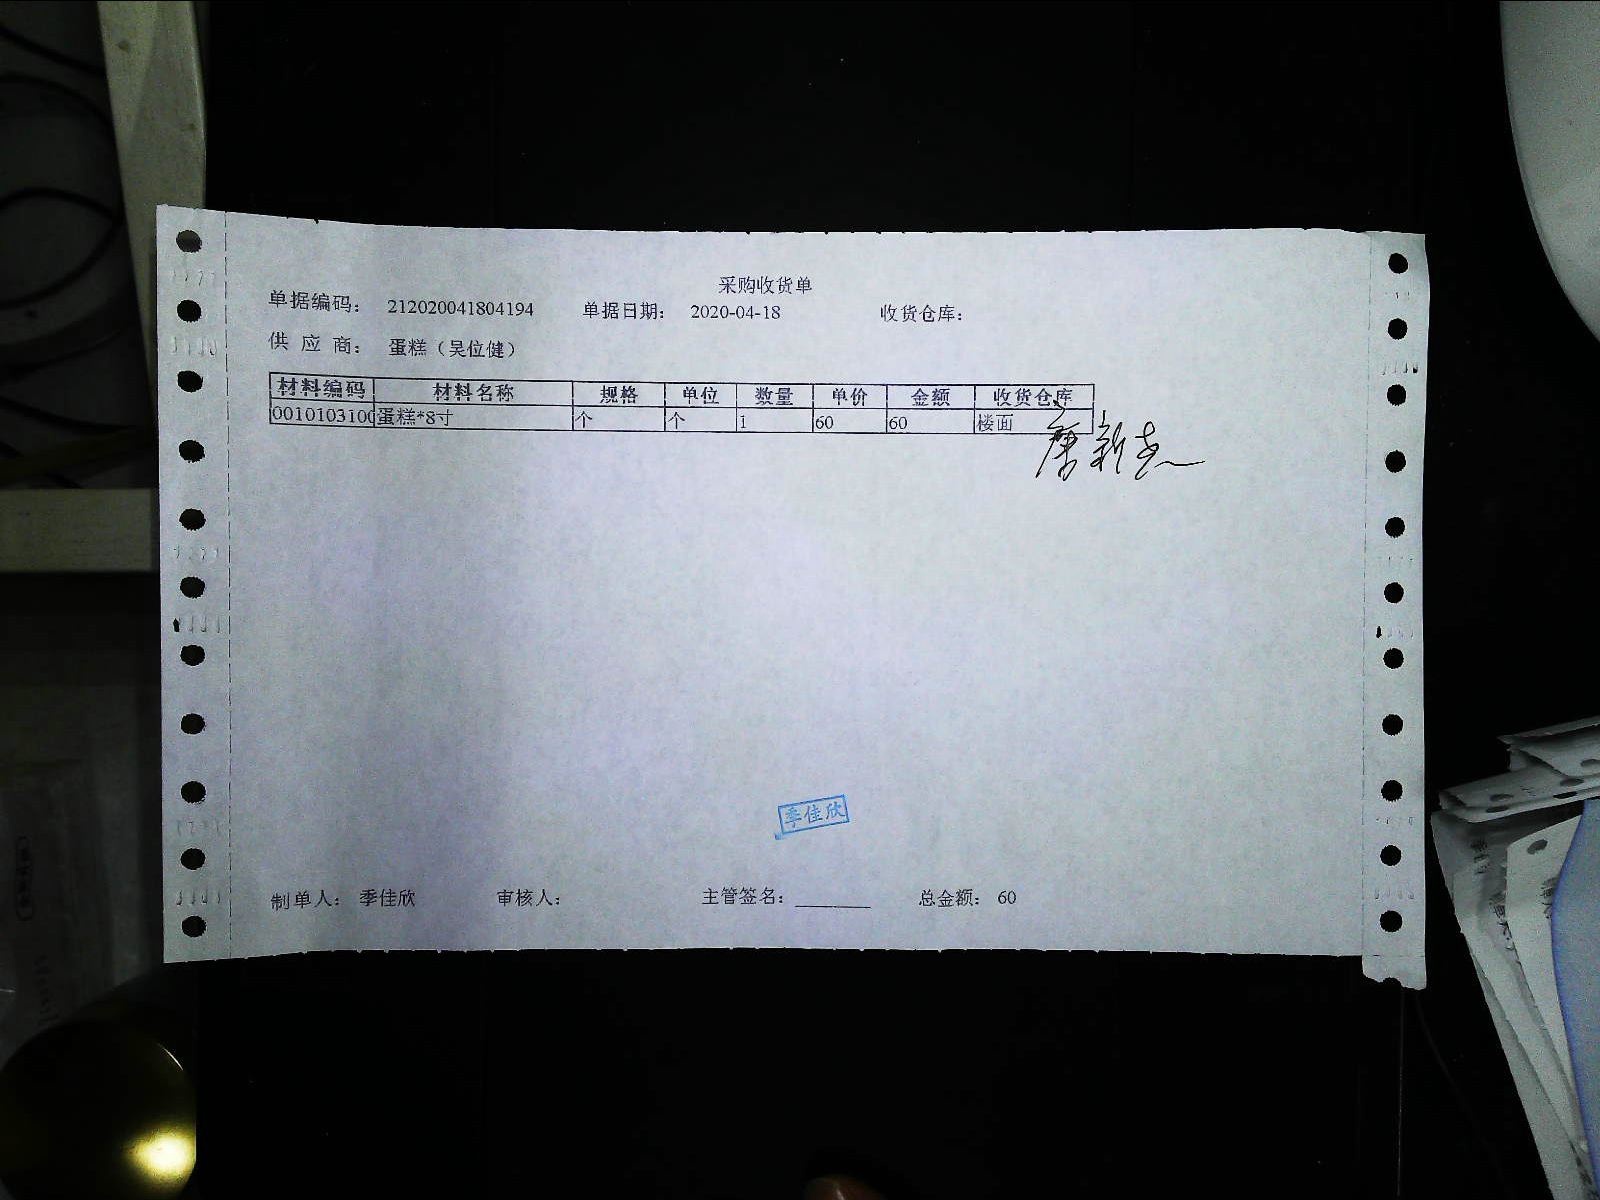 采购收货单
单据编码： 212020041804194 单据日期： 2020-04-18 收货仓库：
供 应 商： 蛋糕（吴位健）
材料编码 材料名称 规格 单位 数量 单价 金额 收货仓库
0010103100 蛋糕*8寸 个 个 1 60 60 楼面
季佳欣
制单人： 季佳欣 审核人： 主管签名： ________ 总金额： 60